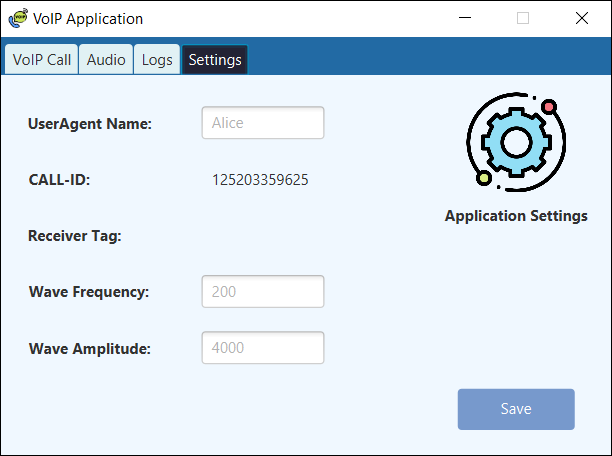 VoIP
VoIP Application
VoIP Call Audio Logs Settings
UserAgent Name: Alice
CALL-ID: 125203359625
Application Settings
Receiver Tag:
Wave Frequency: 200
Wave Amplitude: 4000
Save